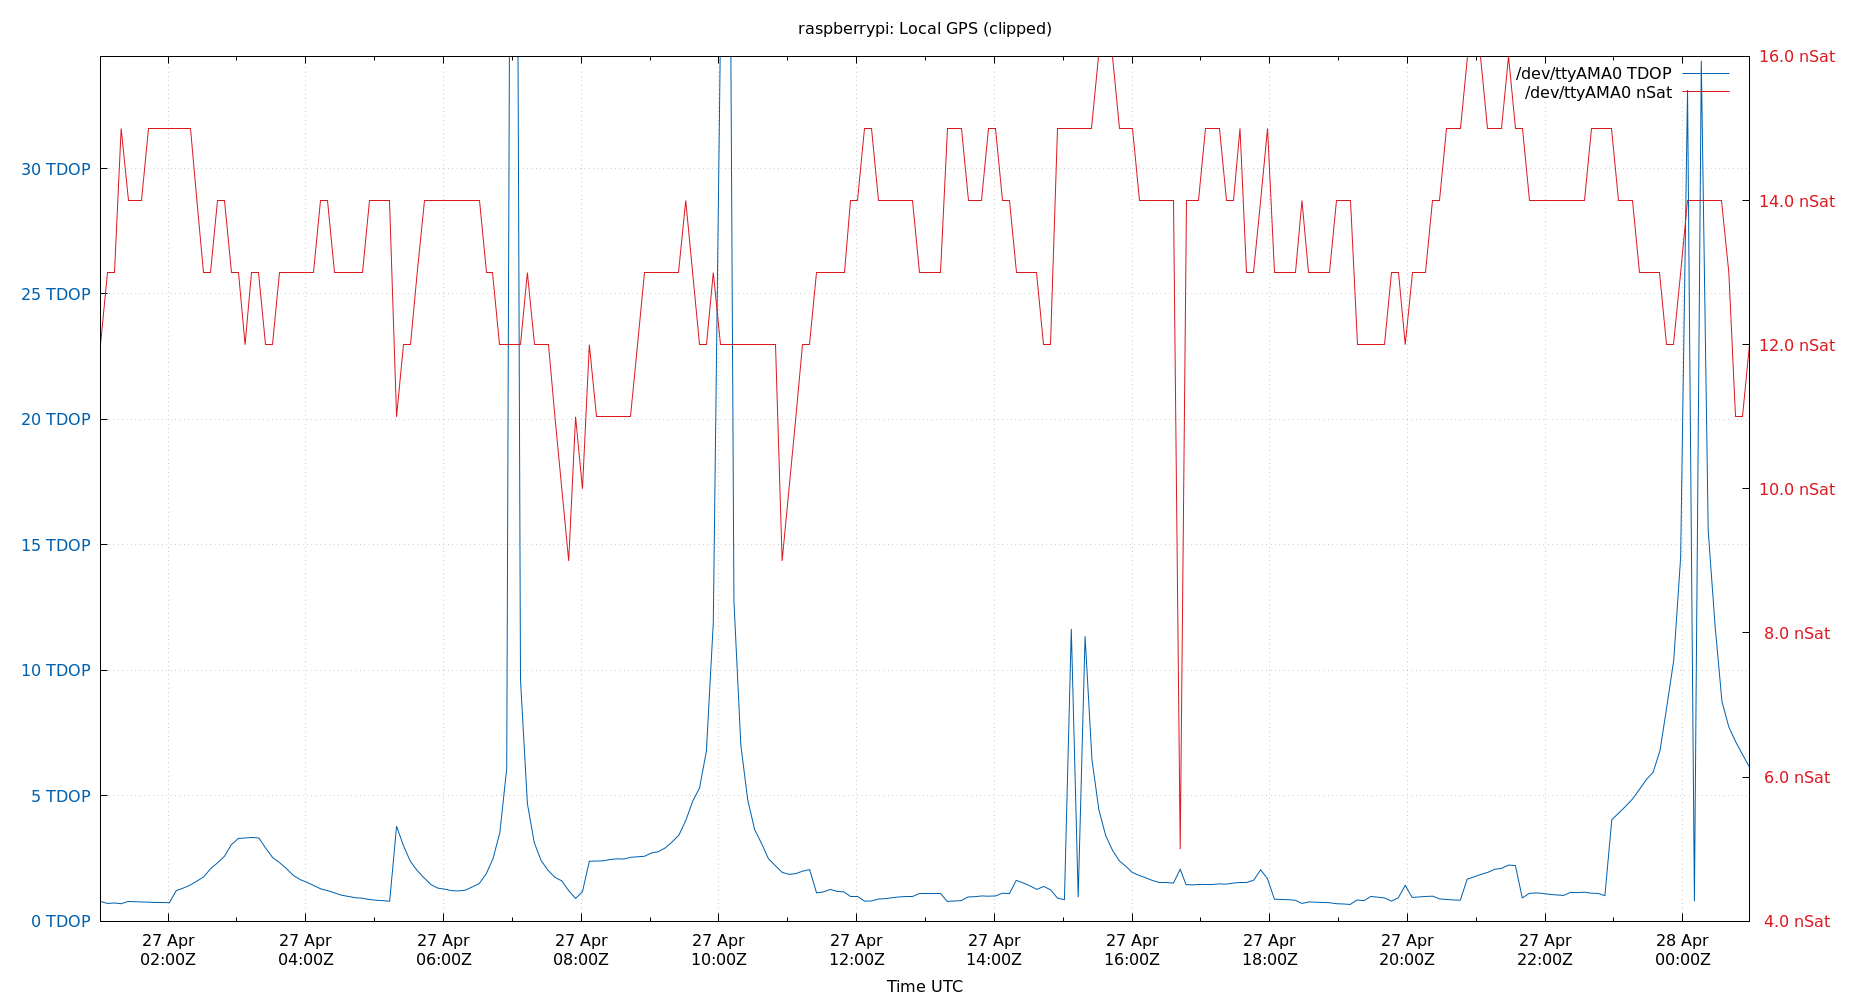 raspberrypi: Local GPS (clipped)
/dev/ttyAMA0 TDOP
/dev/ttyAMA0 nSat
30 TDOP
25 TDOP
20 TDOP
15 TDOP
10 TDOP
5 TDOP
0 TDOP
16.0 nSat
14.0 nSat
12.0 nSat
10.0 nSat
8.0 nSat
6.0 nSat
4.0 nSat
27 Apr 27 Apr 27 Apr 27 Apr 27 Apr 27 Apr 27 Apr 27 Apr 27 Apr 27 Apr 27 Apr 28 Apr
02:00Z 04:00Z 06:00Z 08:00Z 10:00Z 12:00Z 14:00Z 16:00Z 18:00Z 20:00Z 22:00Z 00:00Z
Time UTC